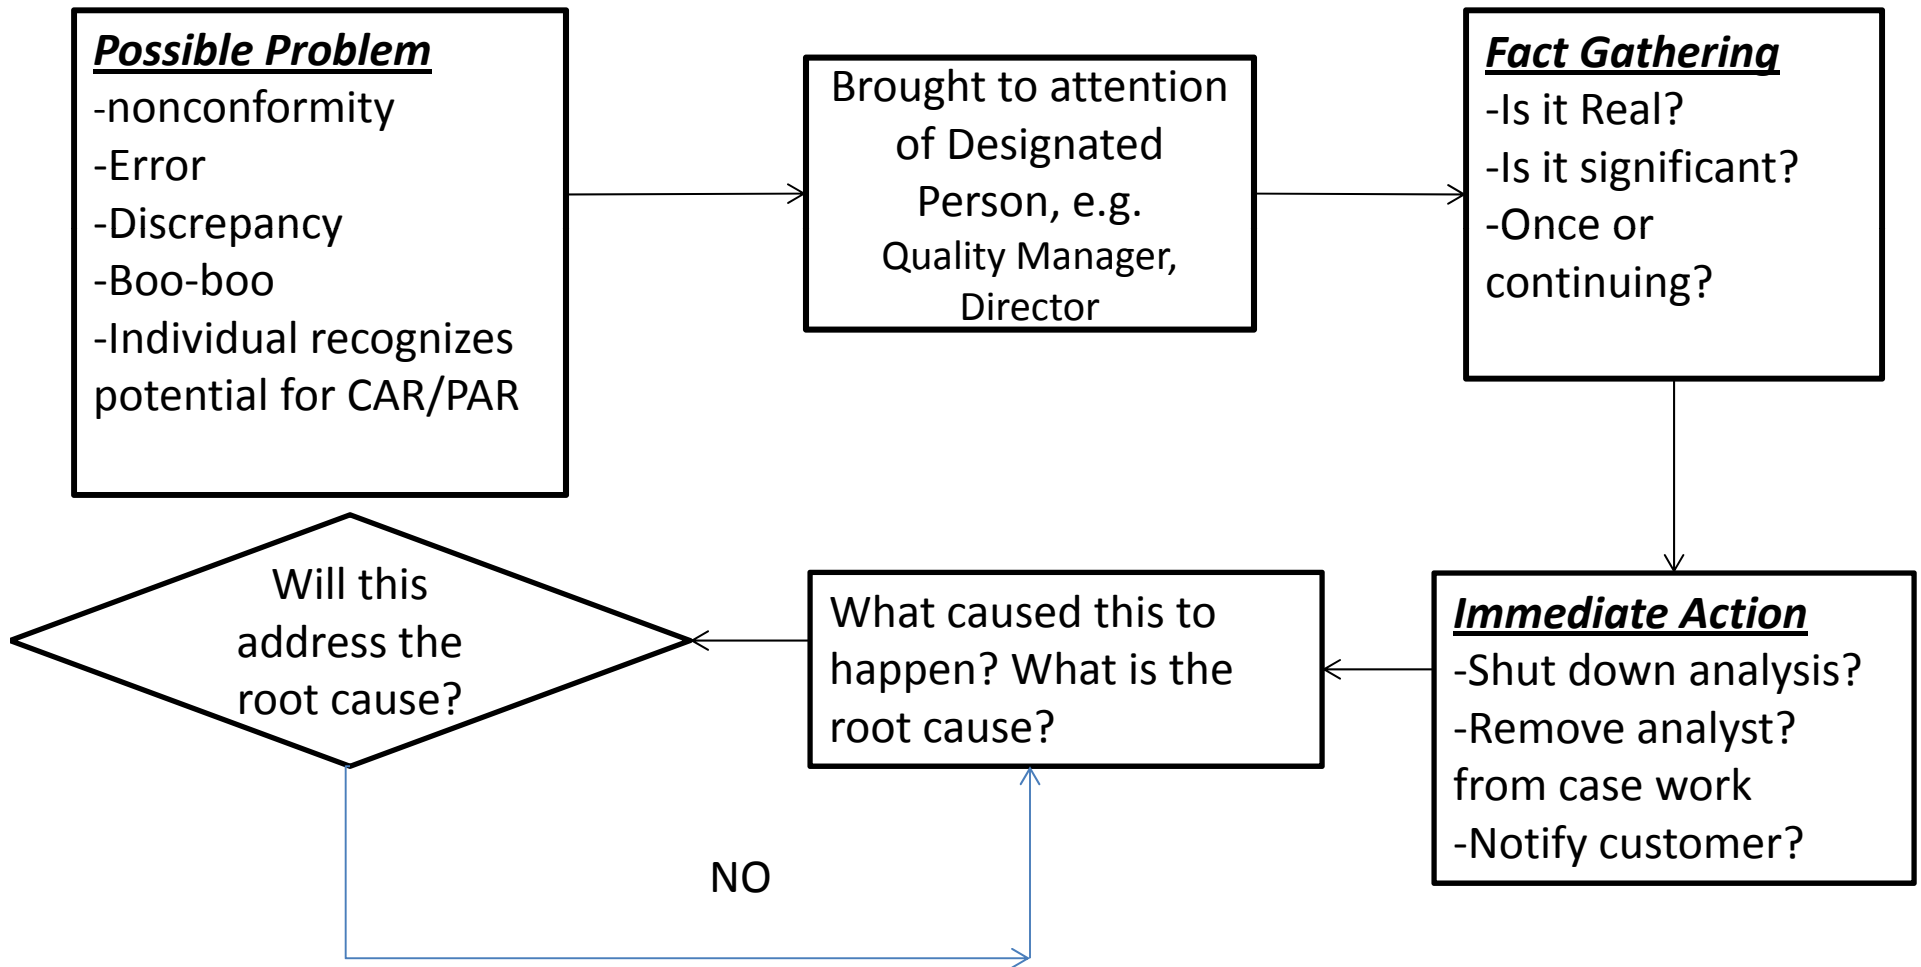 Possible Problem
-nonconformity
-Error
-Discrepancy
-Boo-boo
-Individual recognizes
potential for CAR/PAR
Brought to attention
of Designated
Person, e.g.
Quality Manager,
Director
Fact Gathering
-Is it Real?
-Is it significant?
-Once or
continuing?
Immediate Action
-Shut down analysis?
-Remove analyst?
from case work
-Notify customer?
What caused this to
happen? What is the
root cause?
Will this
address the
root cause?
NO